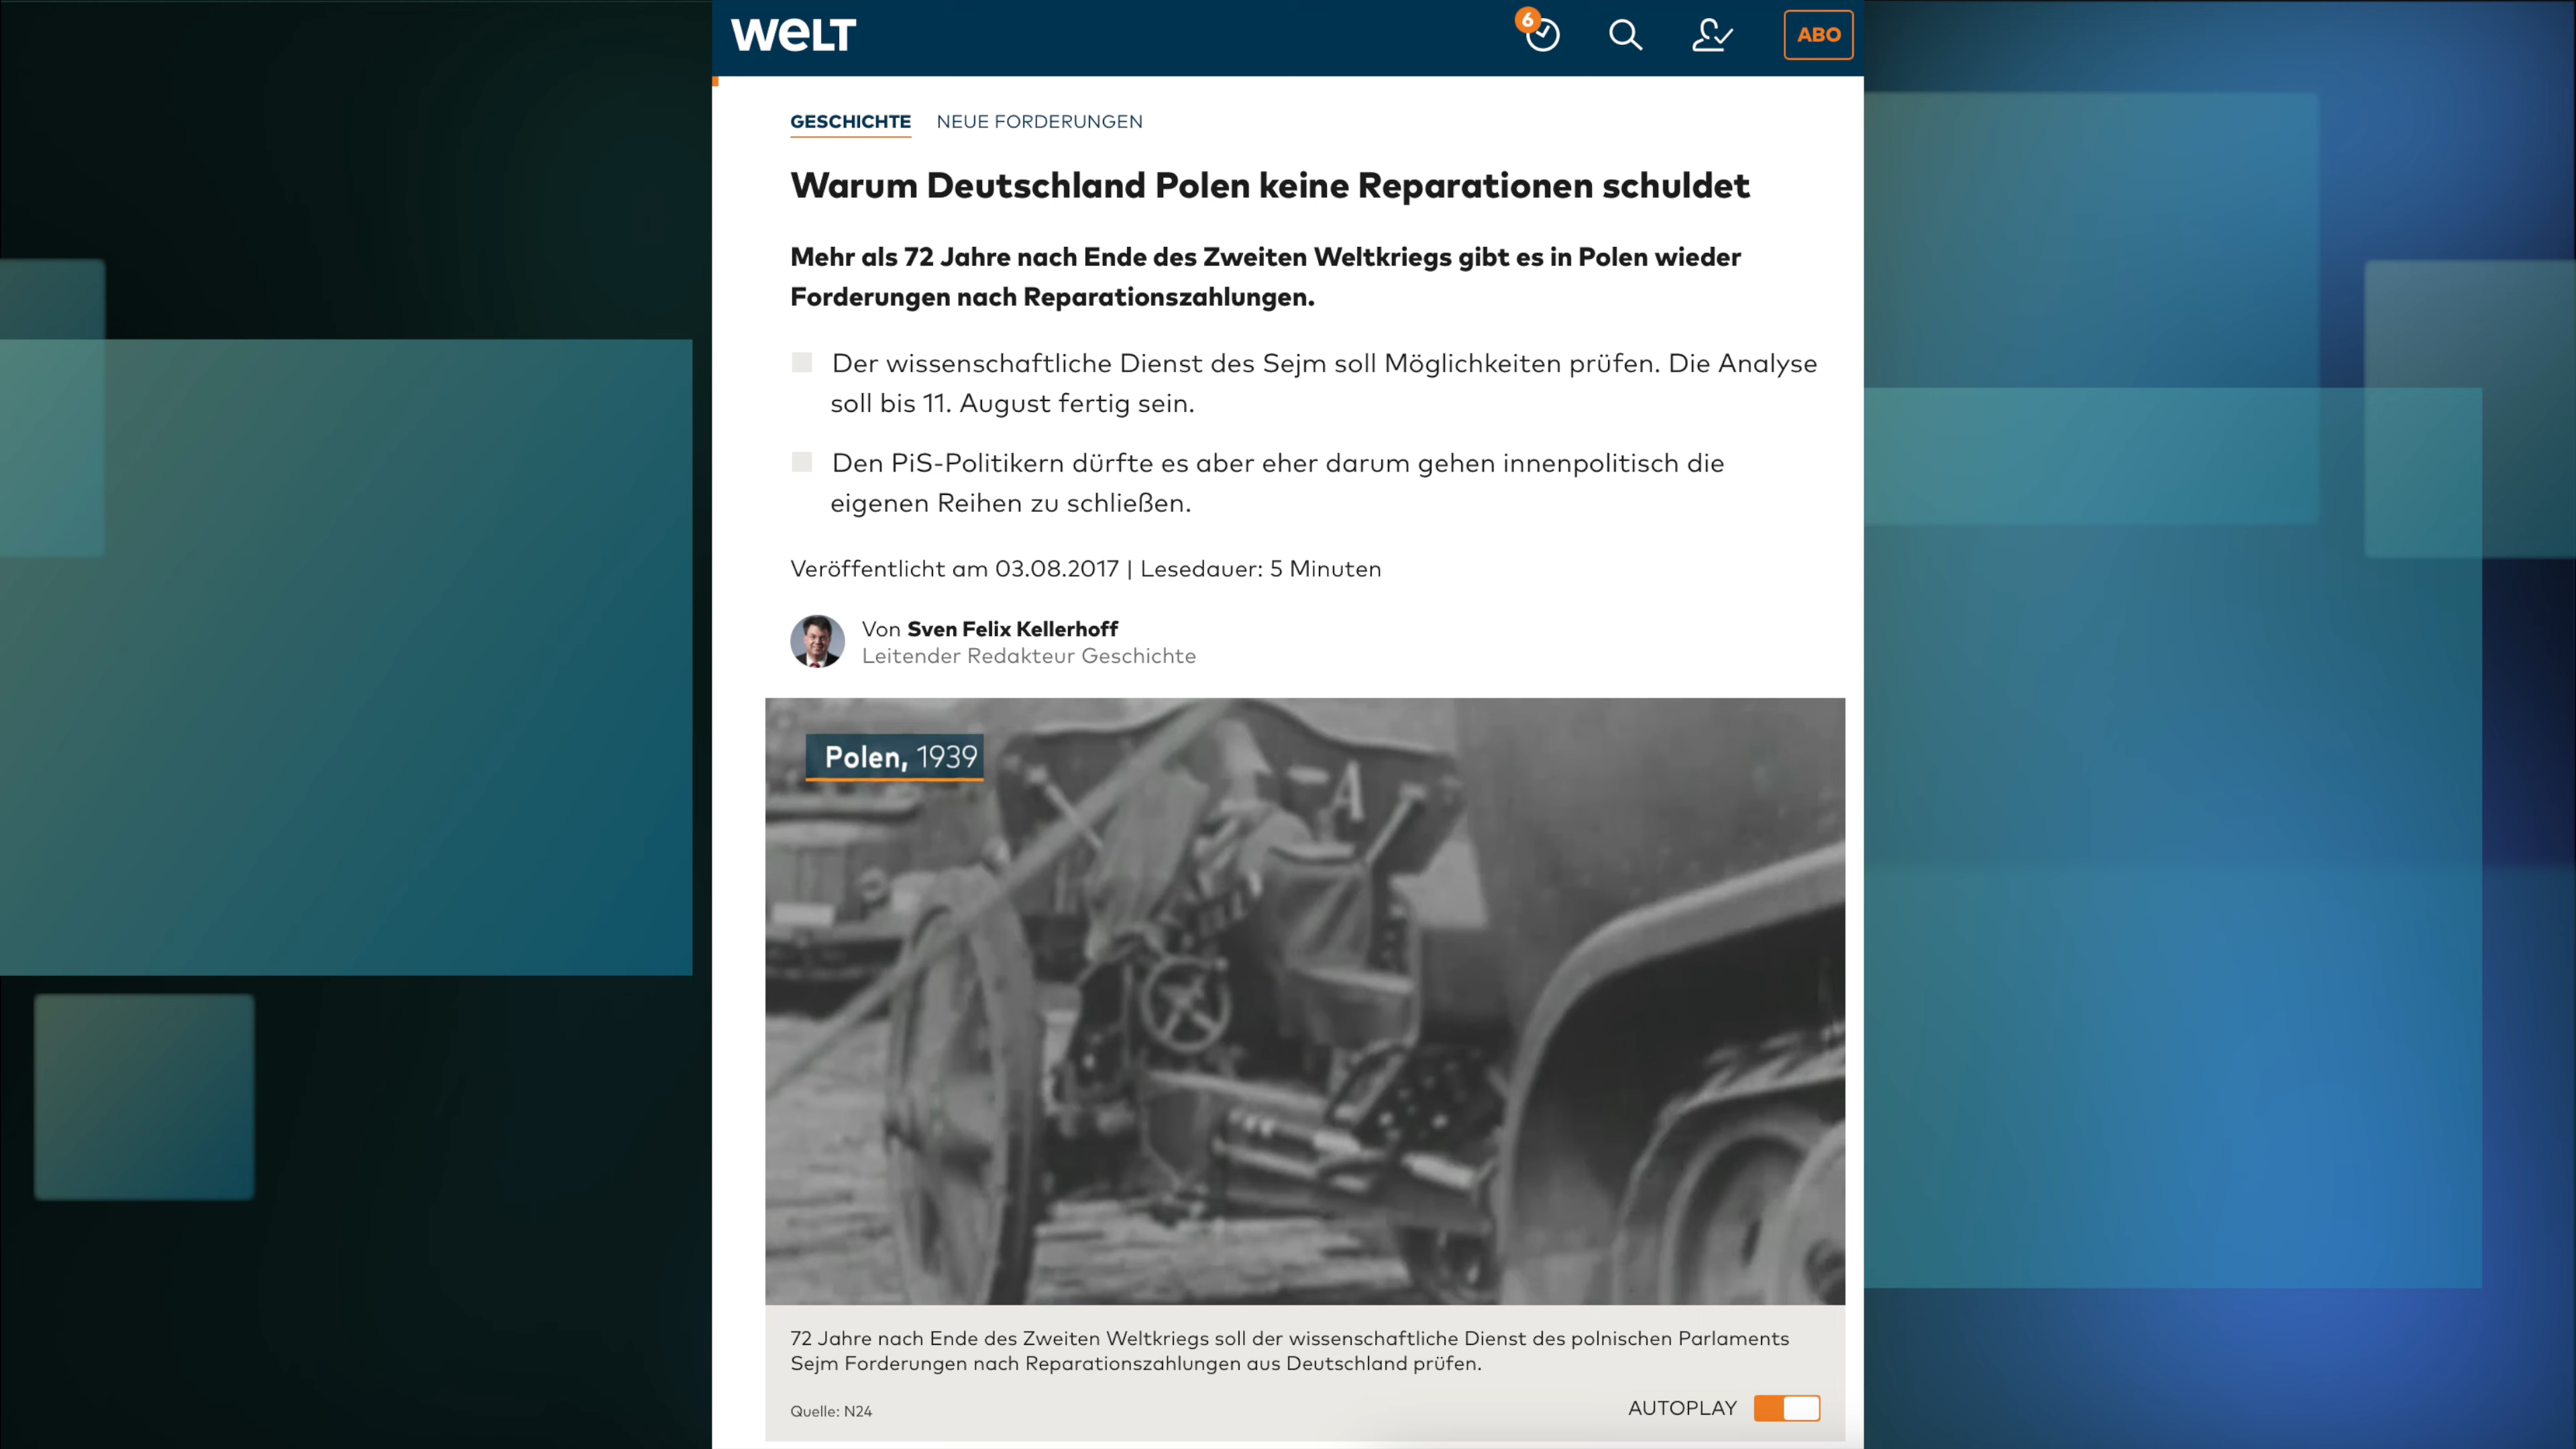 WELT
6
ABO
GESCHICHTE NEUE FORDERUNGEN
Warum Deutschland Polen keine Reparationen schuldet
Mehr als 72 Jahre nach Ende des Zweiten Weltkriegs gibt es in Polen wieder
Forderungen nach Reparationszahlungen.
Der wissenschaftliche Dienst des Sejm soll Möglichkeiten prüfen. Die Analyse
soll bis 11. August fertig sein.
Den PiS-Politikern dürfte es aber eher darum gehen innenpolitisch die
eigenen Reihen zu schließen.
Veröffentlicht am 03.08.2017 | Lesedauer: 5 Minuten
Von Sven Felix Kellerhoff
Leitender Redakteur Geschichte
Polen, 1939
A
72 Jahre nach Ende des Zweiten Weltkriegs soll der wissenschaftliche Dienst des polnischen Parlaments
Sejm Forderungen nach Reparationszahlungen aus Deutschland prüfen.
AUTOPLAY
Quelle: N24